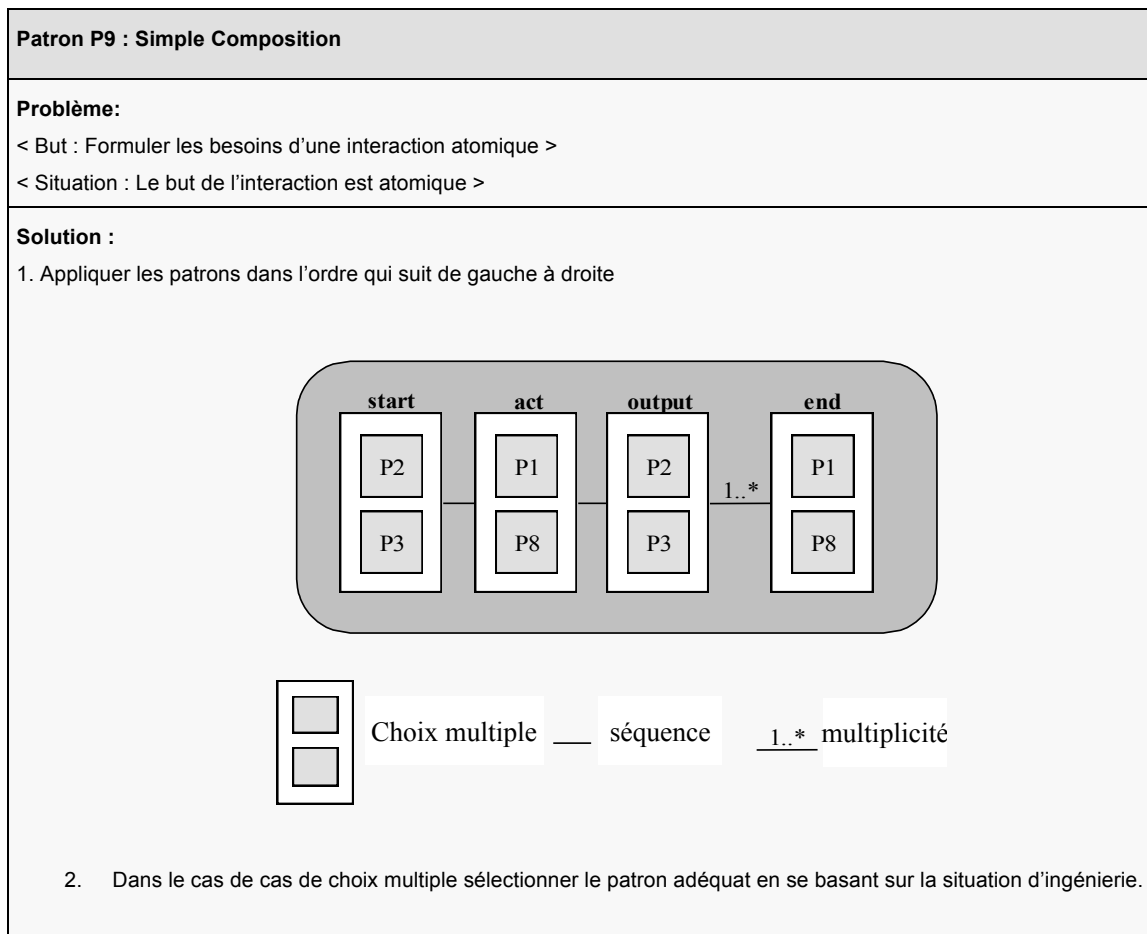 Patron P9 : Simple Composition
Problème:
< But : Formuler les besoins d’une interaction atomique >
< Situation : Le but de l’interaction est atomique >
Solution :
1. Appliquer les patrons dans l’ordre qui suit de gauche à droite
start act output end
P2 P1 P2 P1
1..*
P3 P8 P3 P8
Choix multiple séquence 1..* multiplicité
2. Dans le cas de cas de choix multiple sélectionner le patron adéquat en se basant sur la situation d’ingénierie.